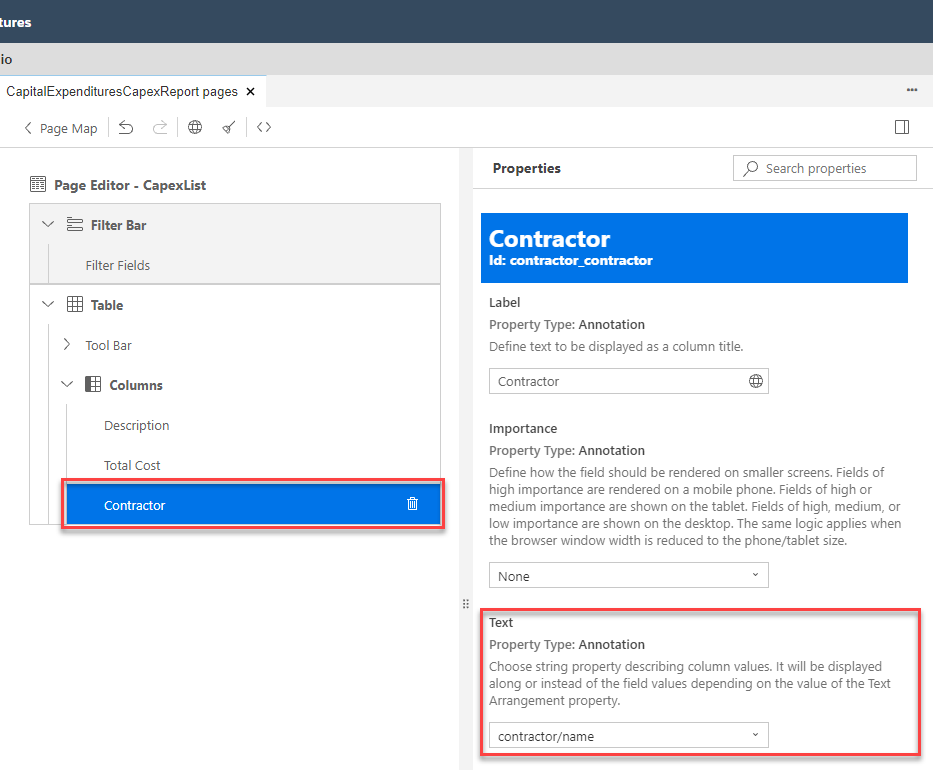 tures
io
CapitalExpendituresCapexReport pages
Page Map
Page Editor - CapexList
Filter Bar
Filter Fields
Table
Tool Bar
Columns
Description
Total Cost
Contractor
Properties
Search properties
Contractor
Id: contractor_contractor
Label
Property Type: Annotation
Define text to be displayed as a column title.
Contractor
Importance
Property Type: Annotation
Define how the field should be rendered on smaller screens. Fields of
high importance are rendered on a mobile phone. Fields of high or
medium importance are shown on the tablet. Fields of high, medium, or
low importance are shown on the desktop. The same logic applies when
the browser window width is reduced to the phone/tablet size.
None
Text
Property Type: Annotation
Choose string property describing column values. It will be displayed
along or instead of the field values depending on the value of the Text
Arrangement property.
contractor/name